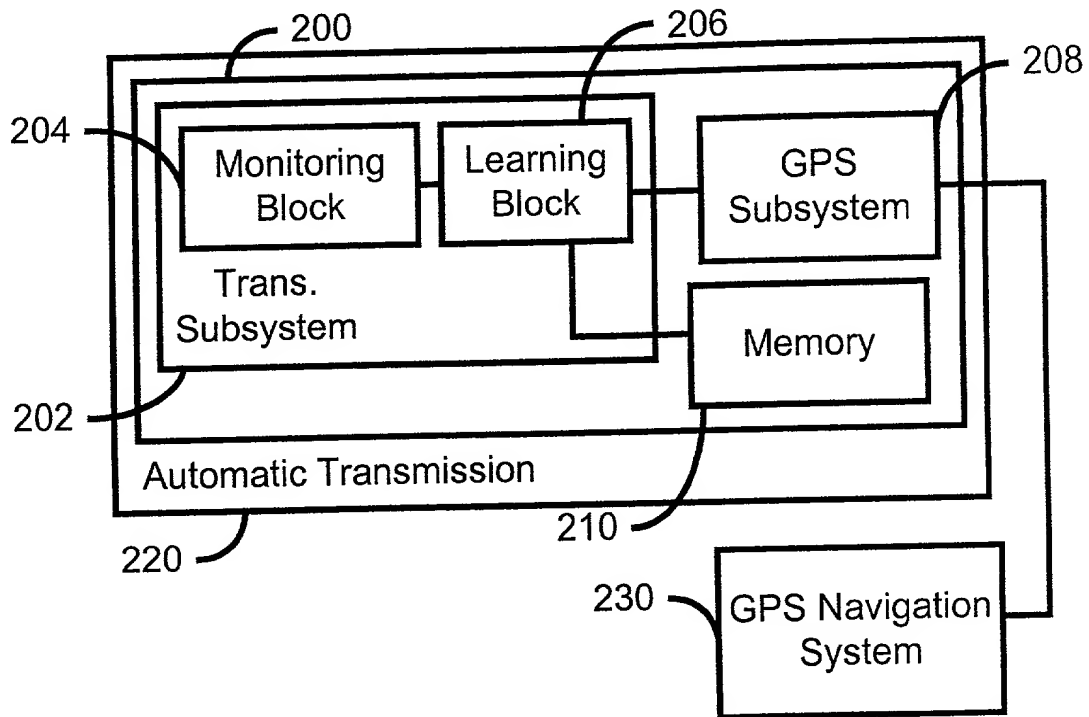 200
206
208
204
Monitoring
Block
Learning
Block
GPS
Subsystem
Trans.
Subsystem
Memory
202
Automatic Transmission
220
210
230
GPS Navigation
System